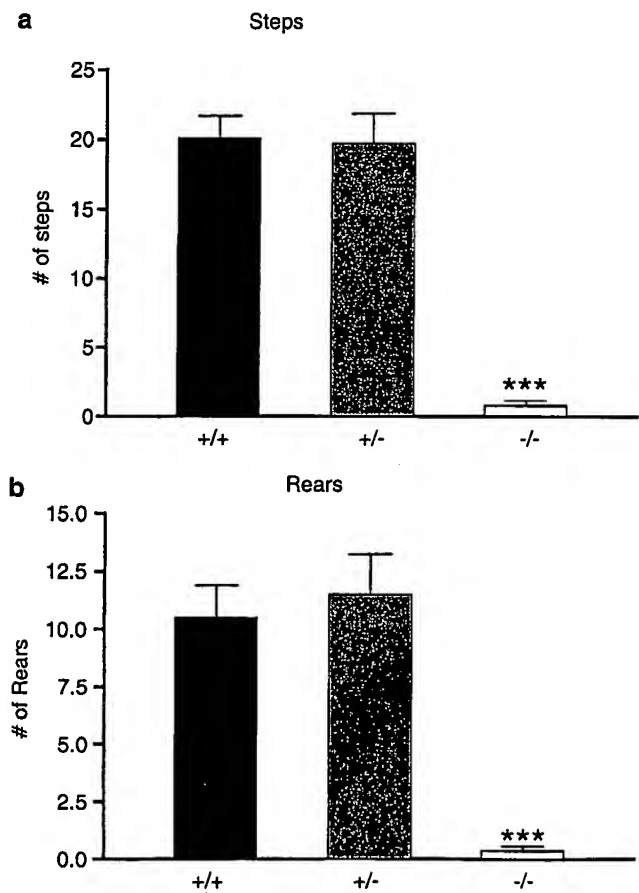 a
Steps
25
20
15
10
5
0
# of steps
***
+/+ +/- -/-
b
Rears
15.0
12.5
10.0
7.5
5.0
2.5
0.0
# of Rears
***
+/+ +/- -/-